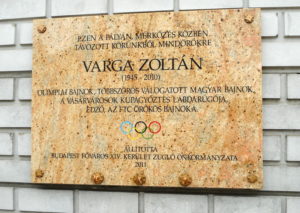 EZEN A PÁLYÁN, MÉRKŐZÉS KÖZBEN,
TÁVOZOTT KÖRÜNKBŐL MINDÖRÖKRE
VARGA ZOLTÁN
(1945 - 2010)
OLIMPIAI BAJNOK, TÖBBSZÖRÖS VÁLOGATOTT MAGYAR BAJNOK,
A VÁSÁRVÁROSOK KUPAGYŐZTES LABDARÚGÓJA,
EDZŐ, AZ FTC ÖRÖKÖS BAJNOKA.
ÁLLÍTOTTA
BUDAPEST FŐVÁROS XIV. KERÜLET ZUGLÓ ÖNKORMÁNYZATA
2011